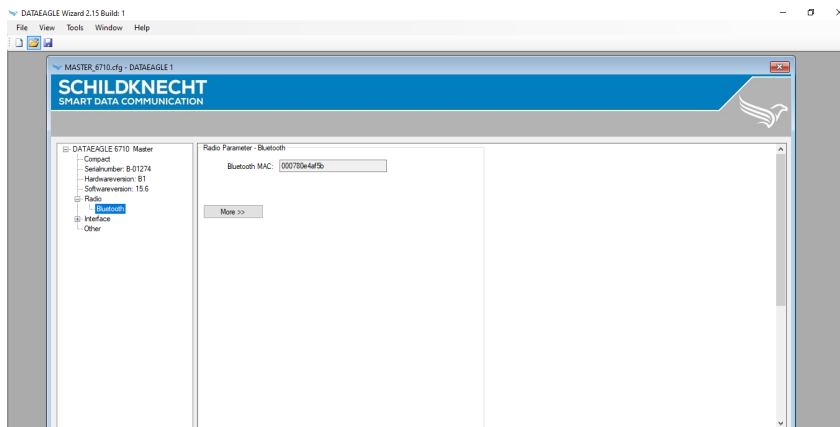 DATAEAGLE Wizard 2.15 Build: 1
File View Tools Window Help
MASTER_6710.cfg - DATAEAGLE 1
SCHILDKNECHT
SMART DATA COMMUNICATION
DATAEAGLE 6710 Master
Compact
Serialnumber: B-01274
Hardwareversion: B1
Softwareversion: 15.6
Radio
Bluetooth
Interface
Other
Radio Parameter - Bluetooth
Bluetooth MAC: 000780e4af5b
More >>